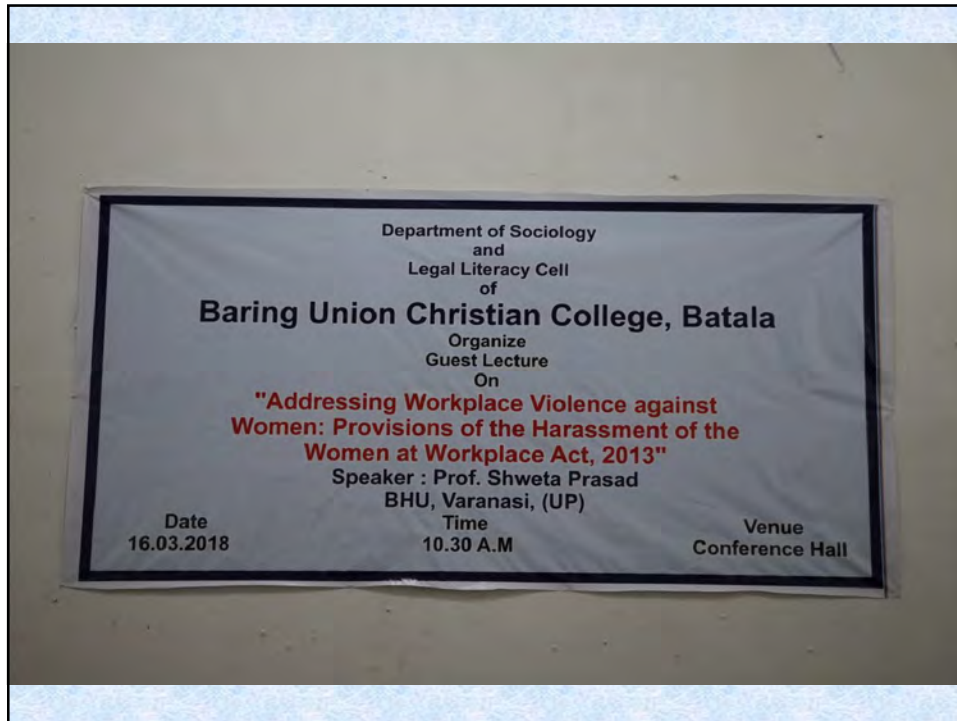 Department of Sociology
and
Legal Literacy Cell
of
Baring Union Christian College, Batala
Organize
Guest Lecture
On
"Addressing Workplace Violence against
Women: Provisions of the Harassment of the
Women at Workplace Act, 2013"
Speaker : Prof. Shweta Prasad
BHU, Varanasi, (UP)
Date
16.03.2018
Time
10.30 A.M
Venue
Conference Hall